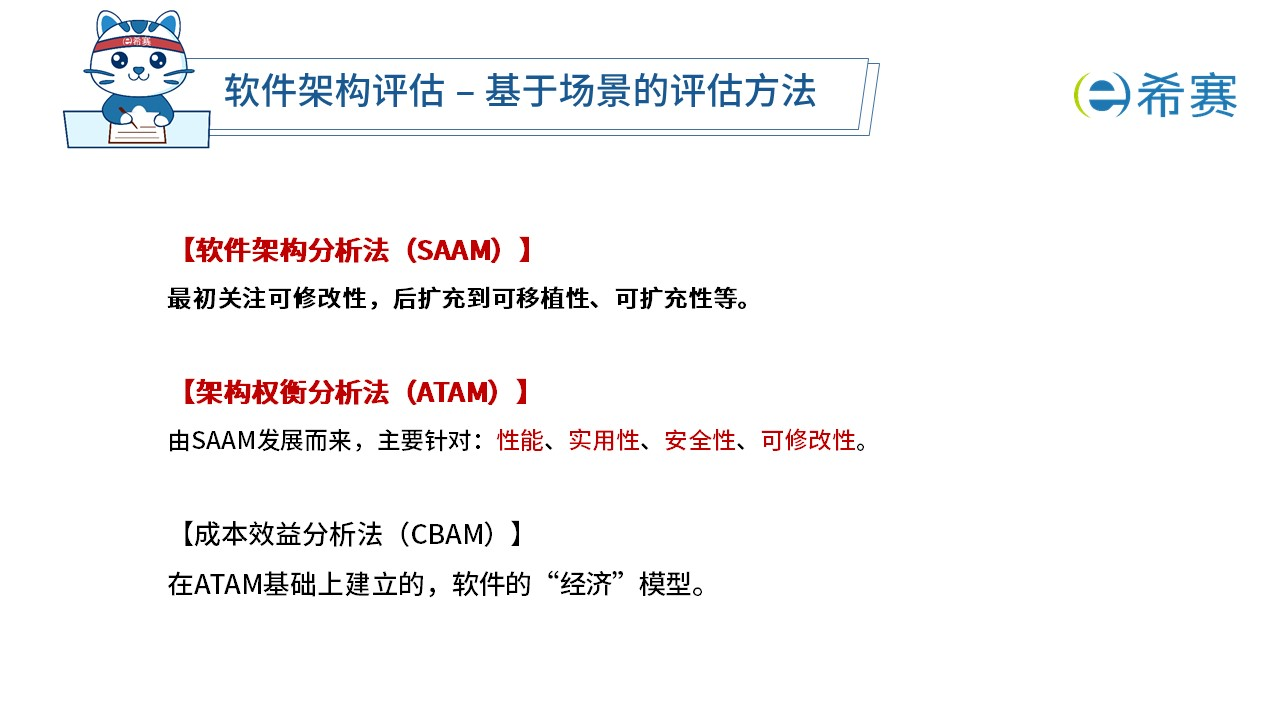 软件架构评估 – 基于场景的评估方法
希赛
希赛
【软件架构分析法（SAAM）】
最初关注可修改性，后扩充到可移植性、可扩充性等。
【架构权衡分析法（ATAM）】
由SAAM发展而来，主要针对：性能、实用性、安全性、可修改性。
【成本效益分析法（CBAM）】
在ATAM基础上建立的，软件的“经济”模型。